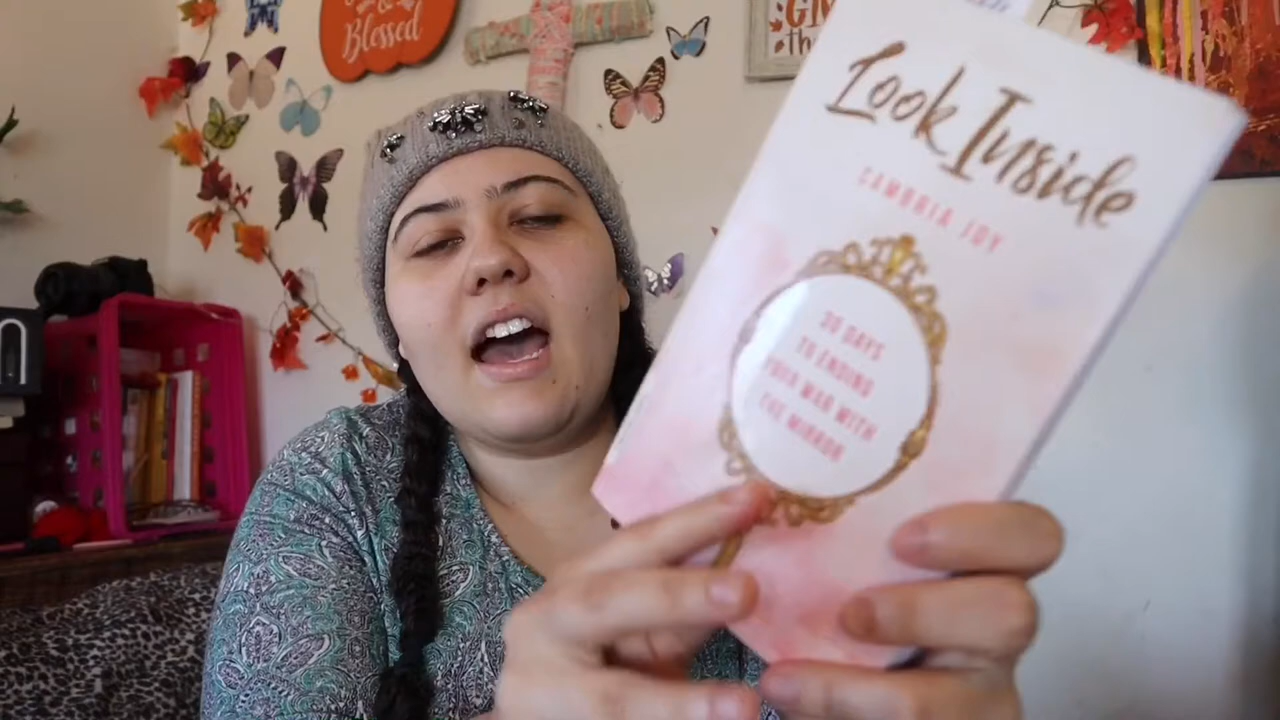 & Blessed
Look Inside
CAMBRIA JOY
30 DAYS
TO ENDING
YOUR WAR WITH
THE MIRROR